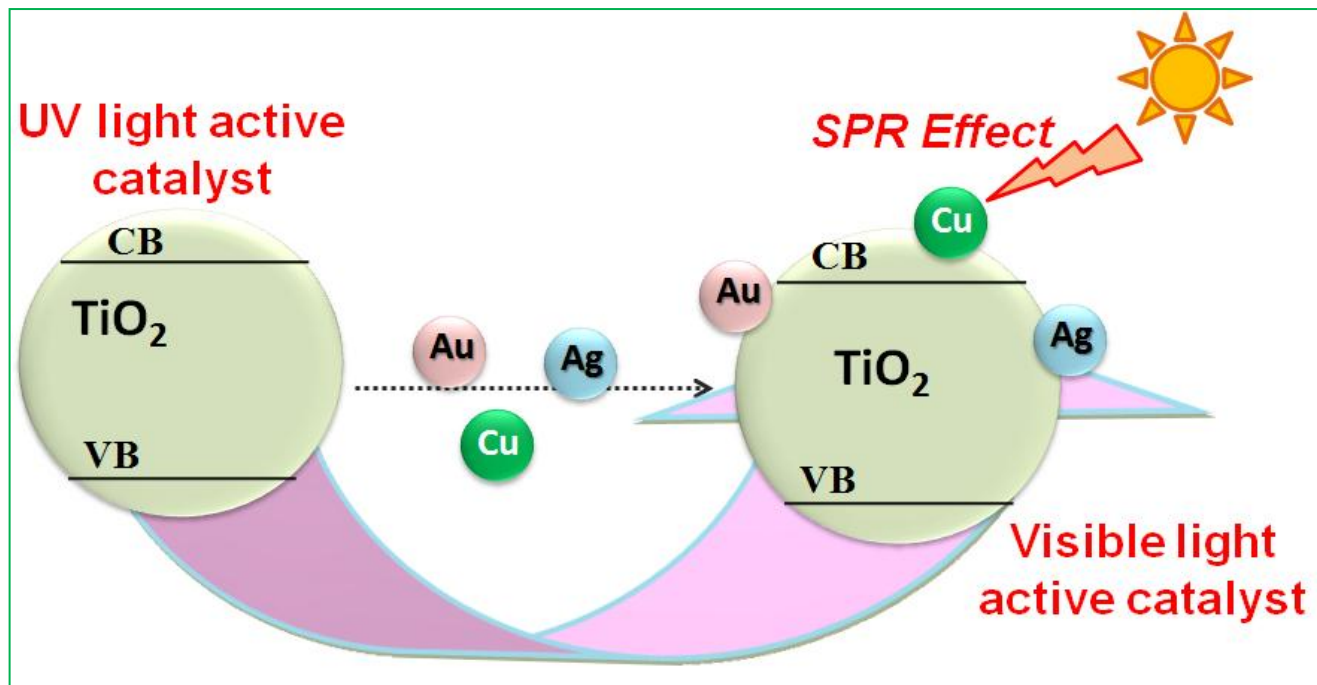 UV light active
catalyst
CB
TiO₂
VB
Au
Ag
Cu
SPR Effect
Cu
CB
Au
Ag
TiO₂
VB
Visible light
active catalyst